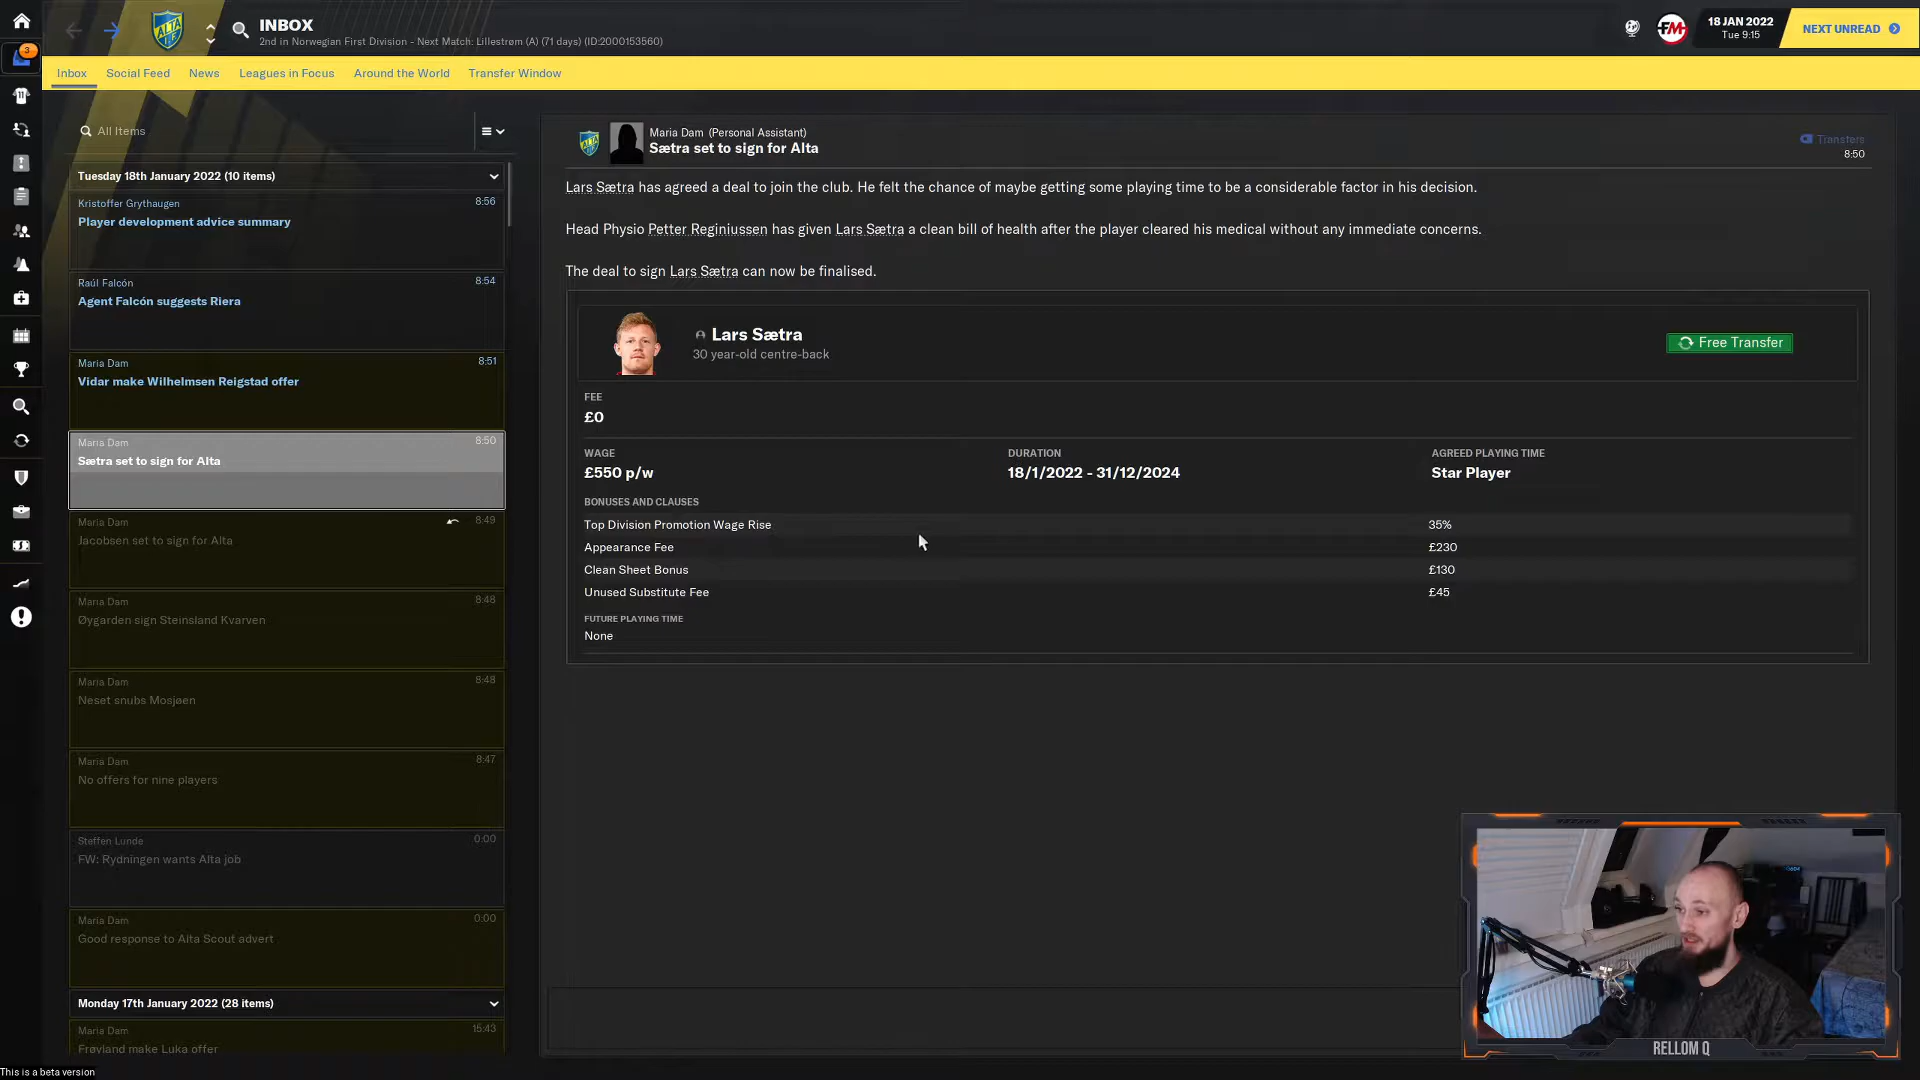 INBOX
2nd in Norwegian First Division - Next Match: Lillestrøm (A) (71 days) (ID:2000153560)
18 JAN 2022
Tue 9:15
NEXT UNREAD
FM
ALTA
3
Inbox
Social Feed
News
Leagues in Focus
Around the World
Transfer Window
All Items
Tuesday 18th January 2022 (10 items)
Kristoffer Grythaugen
8:56
Player development advice summary
Raúl Falcón
8:54
Agent Falcón suggests Riera
Maria Dam
8:51
Vidar make Wilhelmsen Reigstad offer
Maria Dam
8:50
Sætra set to sign for Alta
Maria Dam
8:49
Jacobsen set to sign for Alta
Maria Dam
8:48
Øygarden sign Steinsland Kvarven
Maria Dam
8:48
Neset snubs Mosjøen
Maria Dam
8:47
No offers for nine players
Steffen Lunde
0:00
FW: Rydningen wants Alta job
Maria Dam
0:00
Good response to Alta Scout advert
Monday 17th January 2022 (28 items)
Maria Dam
15:43
Frøyland make Luka offer
This is a beta version
Maria Dam (Personal Assistant)
Sætra set to sign for Alta
Transfers
8:50
Lars Sætra has agreed a deal to join the club. He felt the chance of maybe getting some playing time to be a considerable factor in his decision.
Head Physio Petter Reginiussen has given Lars Sætra a clean bill of health after the player cleared his medical without any immediate concerns.
The deal to sign Lars Sætra can now be finalised.
Lars Sætra
30 year-old centre-back
Free Transfer
FEE
£0
WAGE
£550 p/w
DURATION
18/1/2022 - 31/12/2024
AGREED PLAYING TIME
Star Player
BONUSES AND CLAUSES
Top Division Promotion Wage Rise
35%
Appearance Fee
£230
Clean Sheet Bonus
£130
Unused Substitute Fee
£45
FUTURE PLAYING TIME
None
RELLOM Q